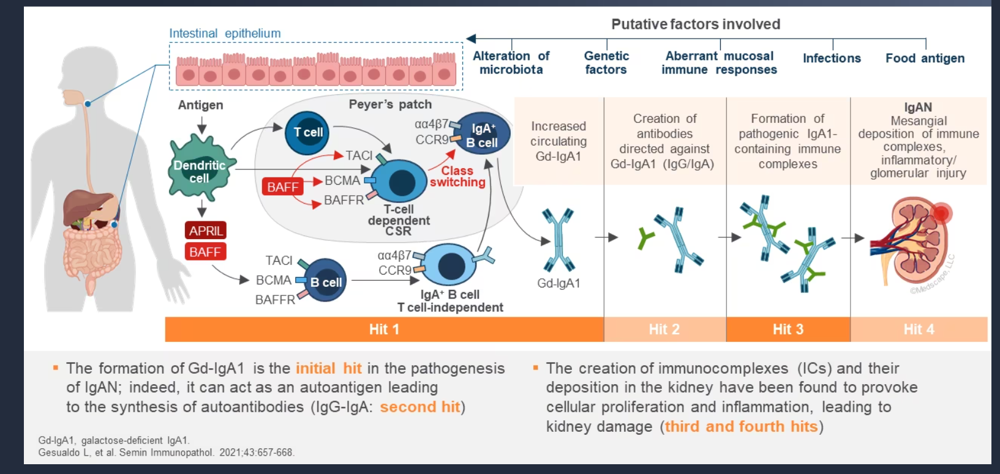 Putative factors involved
Intestinal epithelium
Alteration of
microbiota
Genetic
factors
Aberrant mucosal
immune responses
Infections
Food antigen
Antigen
Peyer's patch
T cell
αα4β7
CCR9
IgA+
B cell
TACI
Dendritic
cell
BAFF
BCMA
BAFFR
Class
switching
T-cell
dependent
CSR
APRIL
BAFF
TACI
BCMA
BAFFR
B cell
αα4β7
CCR9
IgA+ B cell
T cell-independent
Increased
circulating
Gd-IgA1
Gd-IgA1
Creation of
antibodies
directed against
Gd-IgA1 (IgG/IgA)
Formation of
pathogenic IgA1-
containing immune
complexes
IgAN
Mesangial
deposition of immune
complexes,
inflammatory/
glomerular injury
©Medscape, LLC
Hit 1
Hit 2
Hit 3
Hit 4
▪ The formation of Gd-IgA1 is the initial hit in the pathogenesis
of IgAN; indeed, it can act as an autoantigen leading
to the synthesis of autoantibodies (IgG-IgA: second hit)
▪ The creation of immunocomplexes (ICs) and their
deposition in the kidney have been found to provoke
cellular proliferation and inflammation, leading to
kidney damage (third and fourth hits)
Gd-IgA1, galactose-deficient IgA1.
Gesualdo L, et al. Semin Immunopathol. 2021;43:657-668.